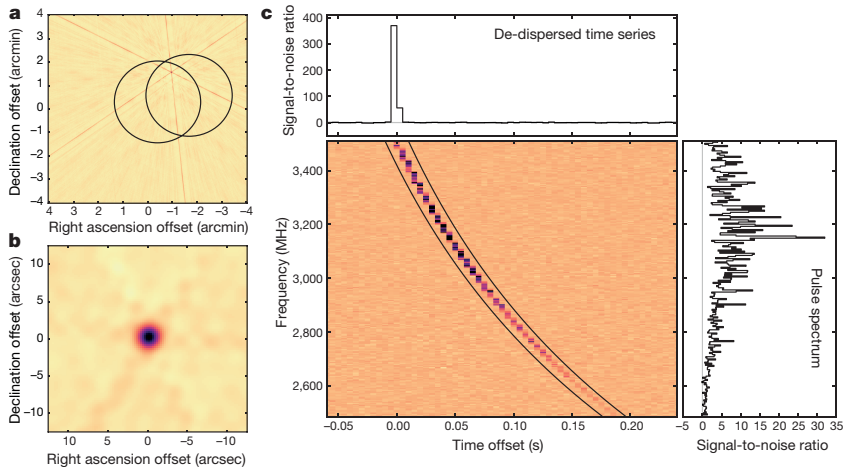 a
4
3
2
1
0
–1
–2
–3
–4
Declination offset (arcmin)
4 3 2 1 0 –1 –2 –3 –4
Right ascension offset (arcmin)
b
10
5
0
–5
–10
Declination offset (arcsec)
10 5 0 –5 –10
Right ascension offset (arcsec)
c
400
300
200
100
0
Signal-to-noise ratio
De-dispersed time series
3,400
3,200
3,000
2,800
2,600
Frequency (MHz)
–0.05 0.00 0.05 0.10 0.15 0.20
Time offset (s)
Pulse spectrum
–5 0 5 10 15 20 25 30 35
Signal-to-noise ratio